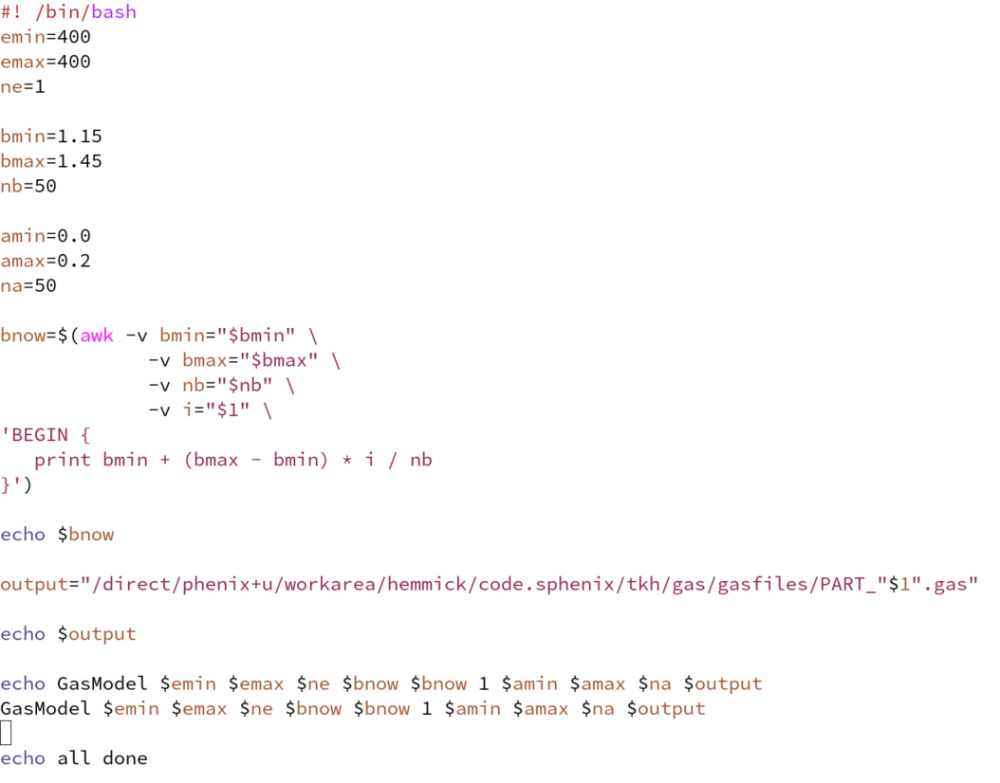 #! /bin/bash
emin=400
emax=400
ne=1

bmin=1.15
bmax=1.45
nb=50

amin=0.0
amax=0.2
na=50

bnow=$(awk -v bmin="$bmin" \
             -v bmax="$bmax" \
             -v nb="$nb" \
             -v i="$1" \
'BEGIN {
   print bmin + (bmax - bmin) * i / nb
}')

echo $bnow

output="/direct/phenix+u/workarea/hemmick/code.sphenix/tkh/gas/gasfiles/PART_"$1".gas"

echo $output

echo GasModel $emin $emax $ne $bnow $bnow 1 $amin $amax $na $output
GasModel $emin $emax $ne $bnow $bnow 1 $amin $amax $na $output

echo all done